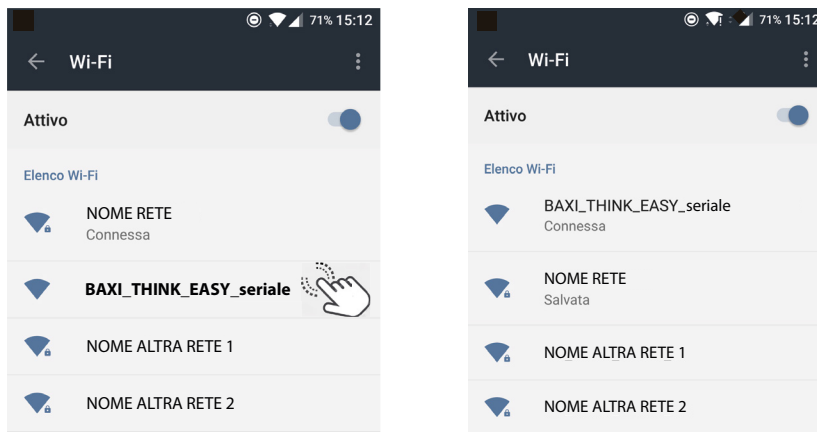 71% 15:12
Wi-Fi
Attivo
Elenco Wi-Fi
NOME RETE
Connessa
BAXI_THINK_EASY_seriale
NOME ALTRA RETE 1
NOME ALTRA RETE 2
71% 15:12
Wi-Fi
Attivo
Elenco Wi-Fi
BAXI_THINK_EASY_seriale
Connessa
NOME RETE
Salvata
NOME ALTRA RETE 1
NOME ALTRA RETE 2